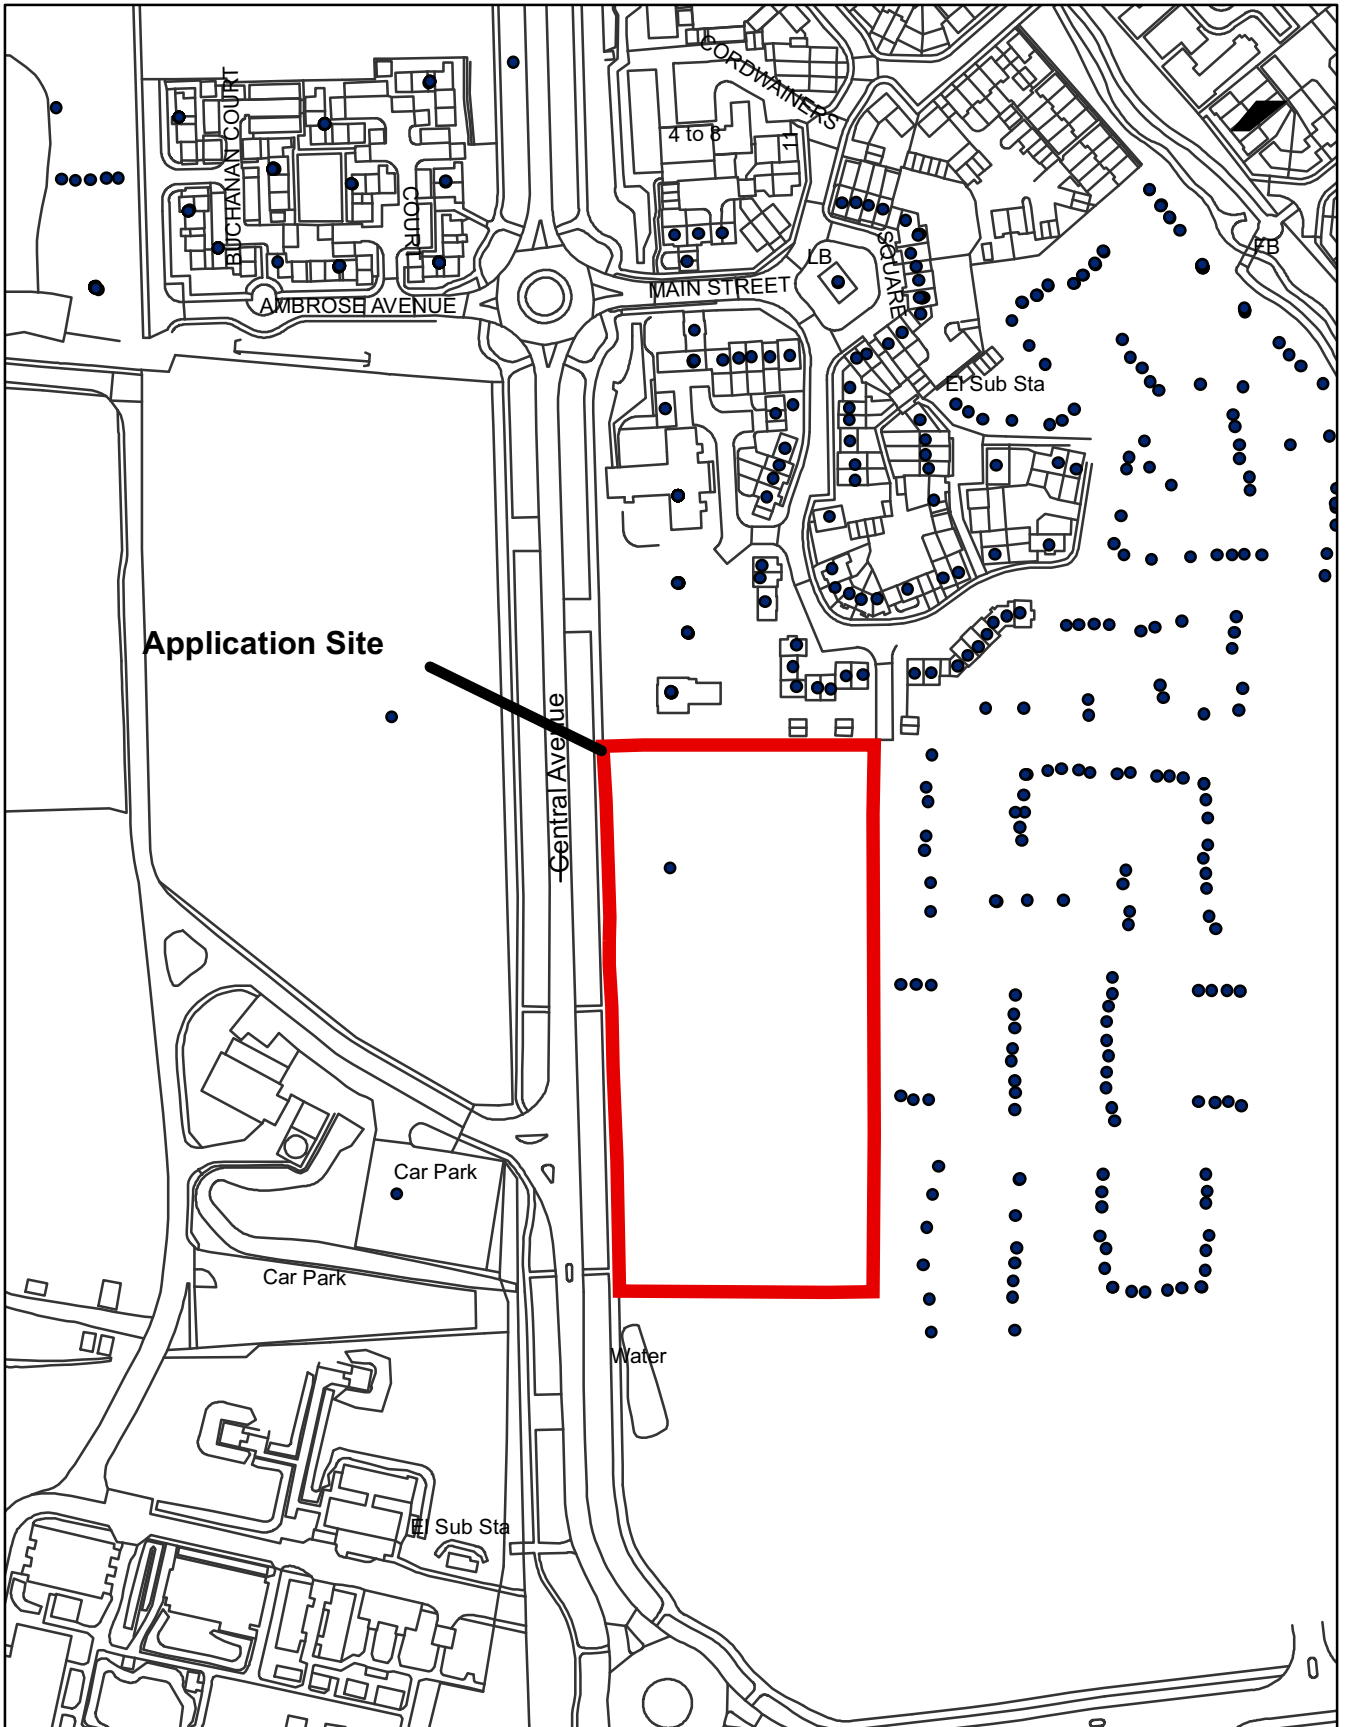 CORDWAINERS
4 to 8
11
BUCHANAN COURT
COURT
SQUARE
LB
FB
MAIN STREET
AMBROSE AVENUE
El Sub Sta
Application Site
Central Avenue
Car Park
Car Park
Water
El Sub Sta